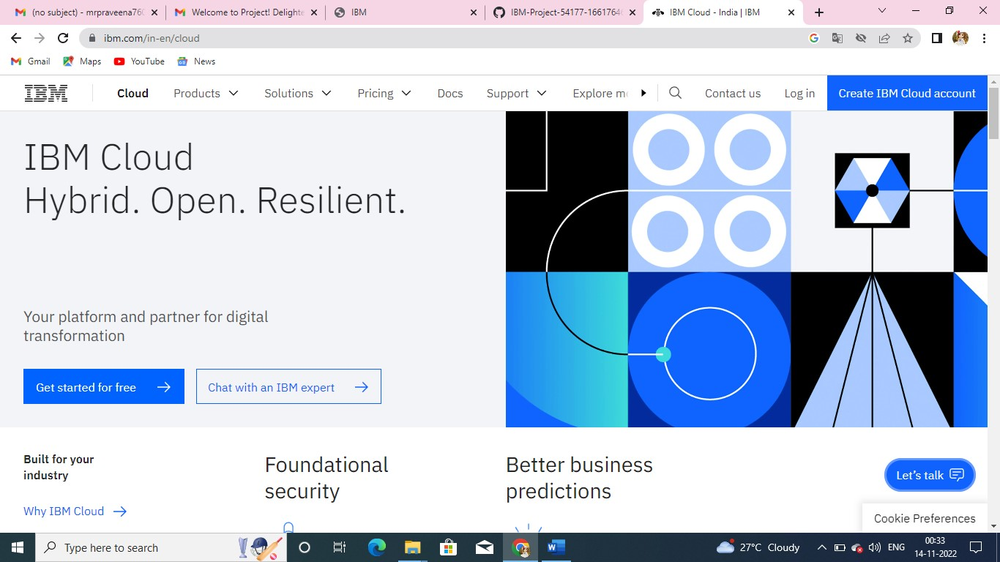 (no subject) - mrpraveena760
Welcome to Project! Delighte
IBM
IBM-Project-54177-1661764
IBM Cloud - India | IBM
ibm.com/in-en/cloud
Gmail
Maps
YouTube
News
IBM
Cloud
Products
Solutions
Pricing
Docs
Support
Explore mo
Contact us
Log in
Create IBM Cloud account
IBM Cloud
Hybrid. Open. Resilient.
Your platform and partner for digital
transformation
Get started for free
Chat with an IBM expert
Built for your
industry
Why IBM Cloud
Foundational
security
Better business
predictions
Let’s talk
Cookie Preferences
Type here to search
27°C Cloudy
ENG
00:33
14-11-2022